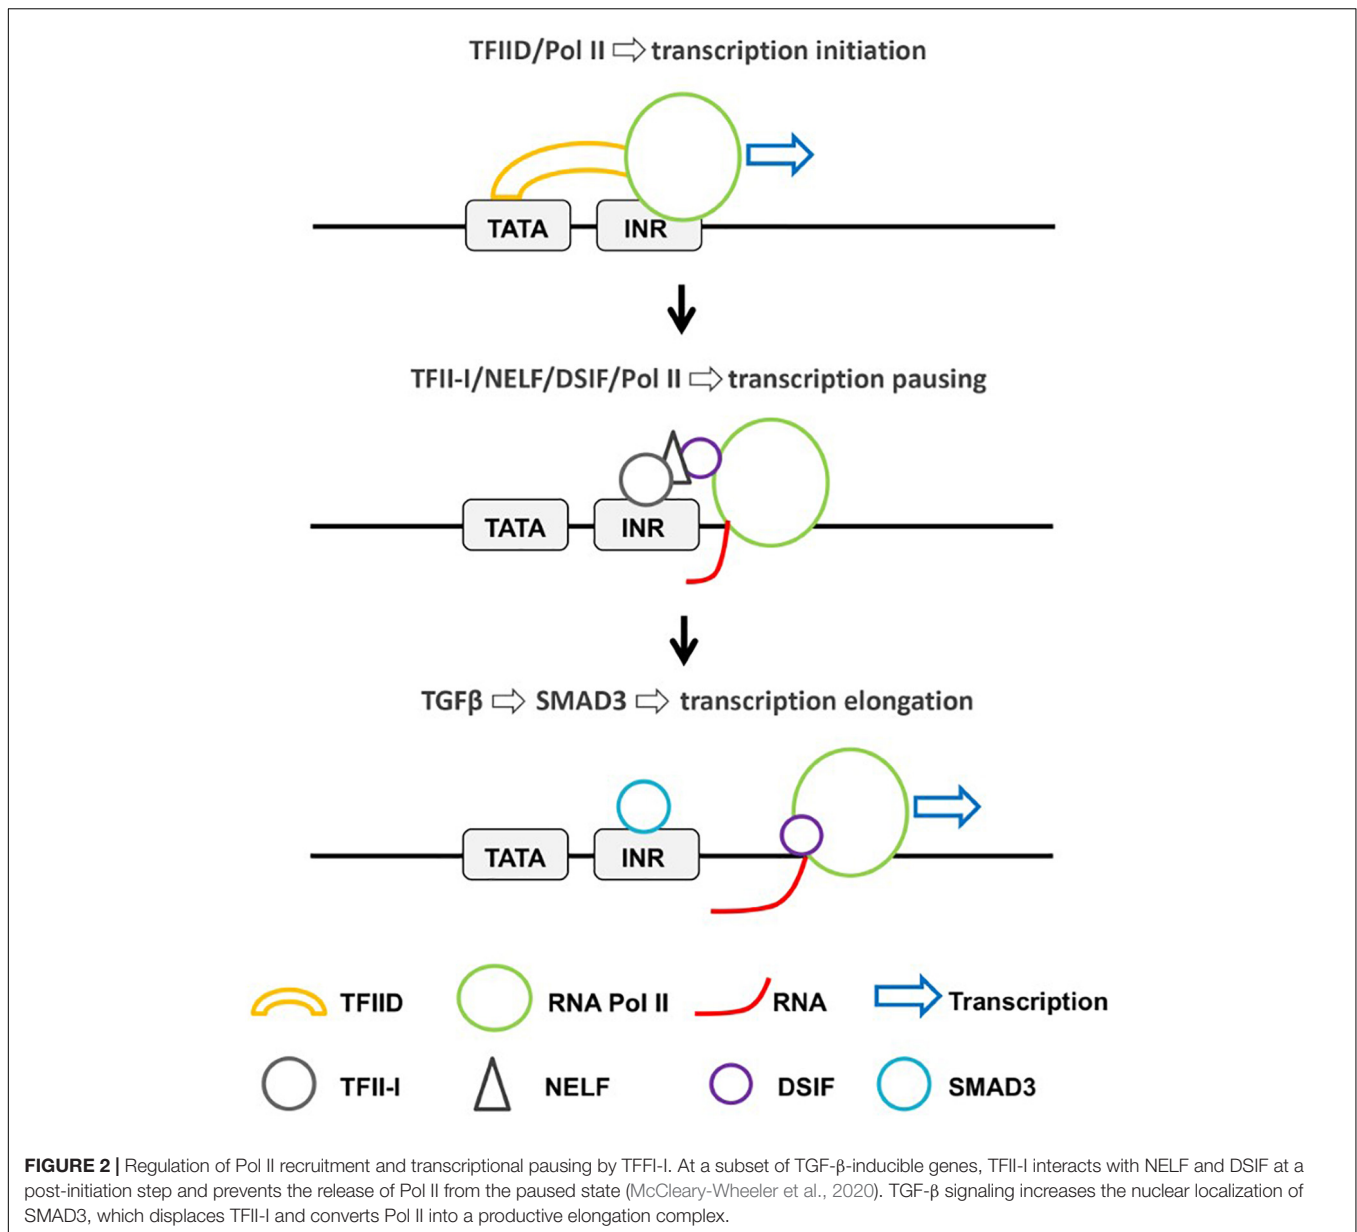 TFIID/Pol II ⇨ transcription initiation
TATA INR
TFII-I/NELF/DSIF/Pol II ⇨ transcription pausing
TATA INR
TGFβ ⇨ SMAD3 ⇨ transcription elongation
TATA INR
TFIID RNA Pol II RNA Transcription
TFII-I NELF DSIF SMAD3
FIGURE 2 | Regulation of Pol II recruitment and transcriptional pausing by TFFI-I. At a subset of TGF-β-inducible genes, TFII-I interacts with NELF and DSIF at a
post-initiation step and prevents the release of Pol II from the paused state (McCleary-Wheeler et al., 2020). TGF-β signaling increases the nuclear localization of
SMAD3, which displaces TFII-I and converts Pol II into a productive elongation complex.